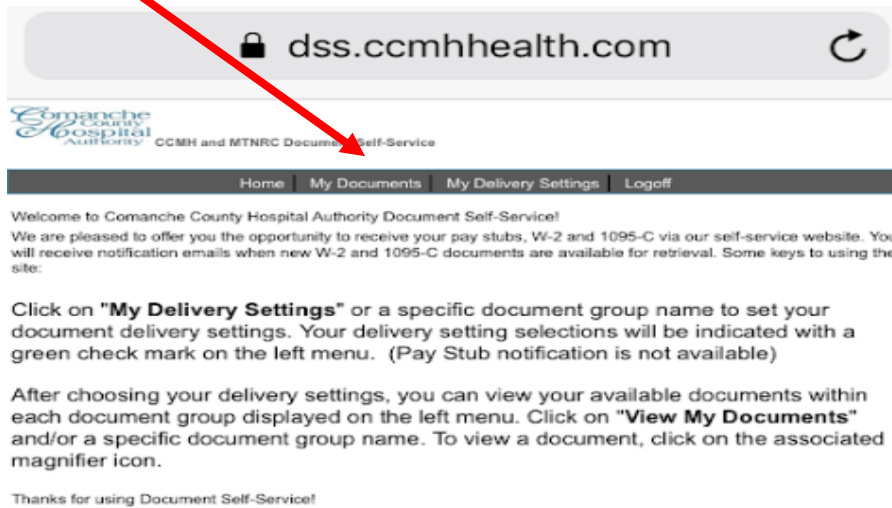 dss.ccmhhealth.com
Comanche
County
Hospital
Authority
CCMH and MTNRC Document Self-Service
Home | My Documents | My Delivery Settings | Logoff
Welcome to Comanche County Hospital Authority Document Self-Service!
We are pleased to offer you the opportunity to receive your pay stubs, W-2 and 1095-C via our self-service website. You
will receive notification emails when new W-2 and 1095-C documents are available for retrieval. Some keys to using the
site:
Click on "My Delivery Settings" or a specific document group name to set your
document delivery settings. Your delivery setting selections will be indicated with a
green check mark on the left menu. (Pay Stub notification is not available)
After choosing your delivery settings, you can view your available documents within
each document group displayed on the left menu. Click on "View My Documents"
and/or a specific document group name. To view a document, click on the associated
magnifier icon.
Thanks for using Document Self-Service!